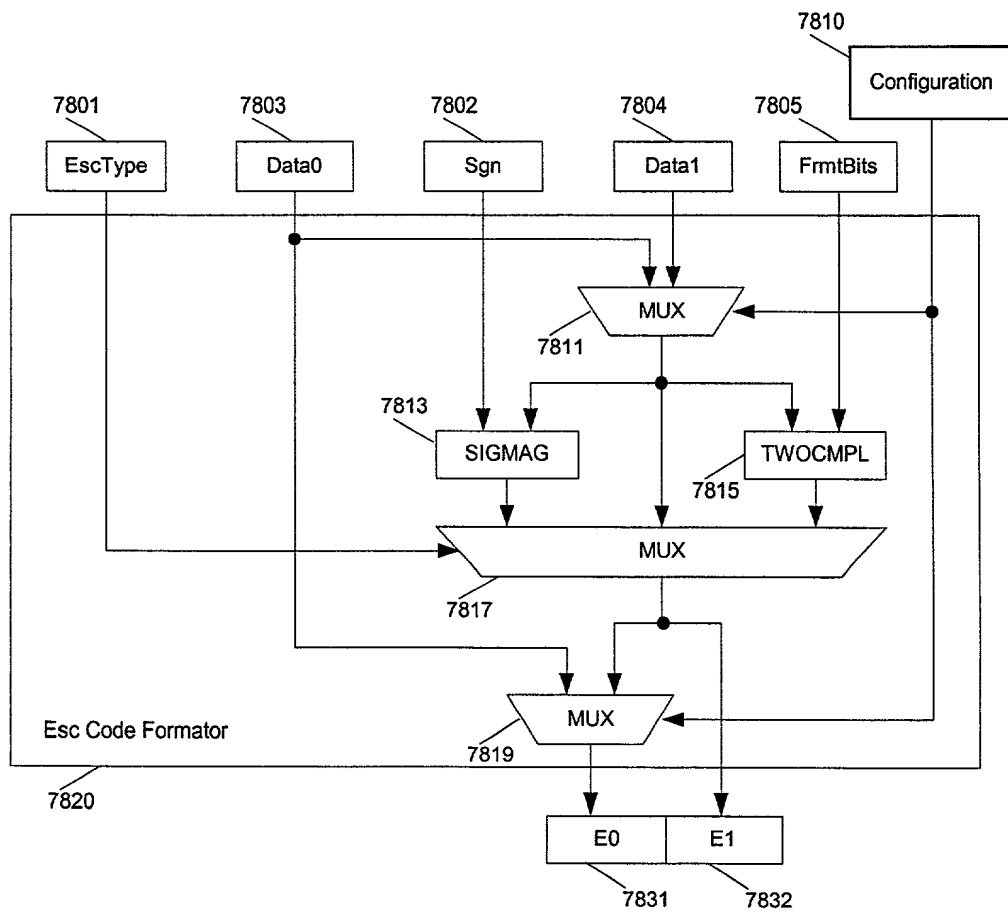 7810
Configuration
7801
7803
7802
7804
7805
EscType
Data0
Sgn
Data1
FrmtBits
MUX
7811
7813
SIGMAG
TWOCMPL
7815
MUX
7817
MUX
Esc Code Formator
7819
7820
E0
E1
7831
7832